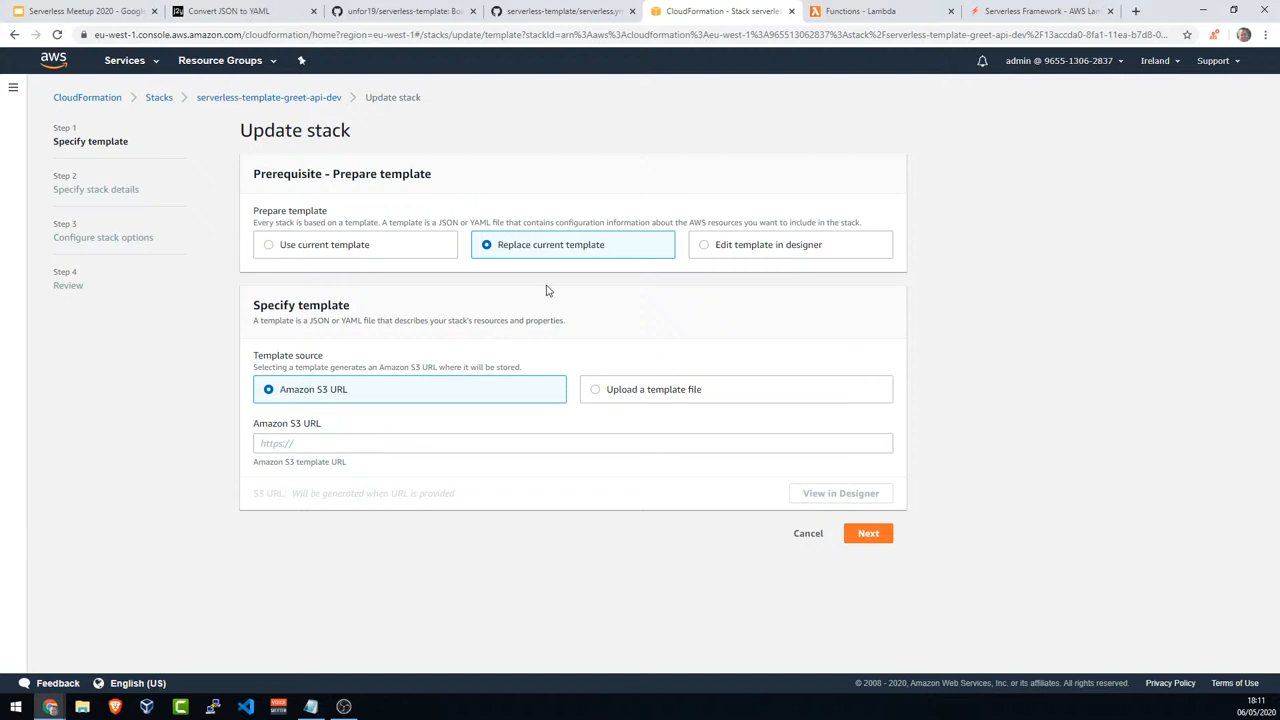 Serverless Meetup 2020 - Google
Convert JSON to YAML
unfor19/serverless-template: Bo
serverless-template/serverless.ym
CloudFormation - Stack serverles
Functions - Lambda
Serverless Framework - AWS Lam
eu-west-1.console.aws.amazon.com/cloudformation/home?region=eu-west-1#/stacks/update/template?stackId=arn%3Aaws%3Acloudformation%3Aeu-west-1%3A965513062837%3Astack%2Fserverless-template-greet-api-dev%2F13accda0-8fa1-11ea-b7d8-0...
aws
Services
Resource Groups
admin @ 9655-1306-2837
Ireland
Support
CloudFormation
Stacks
serverless-template-greet-api-dev
Update stack
Step 1
Specify template
Step 2
Specify stack details
Step 3
Configure stack options
Step 4
Review
Update stack
Prerequisite - Prepare template
Prepare template
Every stack is based on a template. A template is a JSON or YAML file that contains configuration information about the AWS resources you want to include in the stack.
Use current template
Replace current template
Edit template in designer
Specify template
A template is a JSON or YAML file that describes your stack's resources and properties.
Template source
Selecting a template generates an Amazon S3 URL where it will be stored.
Amazon S3 URL
Upload a template file
Amazon S3 URL
https://
Amazon S3 template URL
S3 URL: Will be generated when URL is provided
View in Designer
Cancel
Next
Feedback
English (US)
© 2008 - 2020, Amazon Web Services, Inc. or its affiliates. All rights reserved.
Privacy Policy
Terms of Use
18:11
06/05/2020